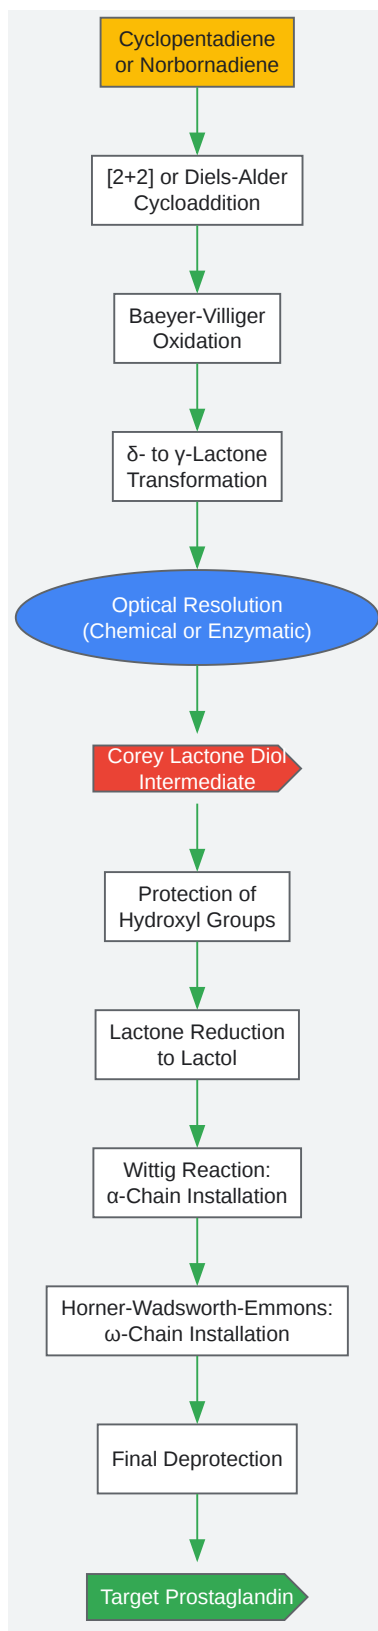 Cyclopentadiene
or Norbornadiene
[2+2] or Diels-Alder
Cycloaddition
Baeyer-Villiger
Oxidation
δ- to γ-Lactone
Transformation
Optical Resolution
(Chemical or Enzymatic)
Corey Lactone Diol
Intermediate
Protection of
Hydroxyl Groups
Lactone Reduction
to Lactol
Wittig Reaction:
α-Chain Installation
Horner-Wadsworth-Emmons:
ω-Chain Installation
Final Deprotection
Target Prostaglandin